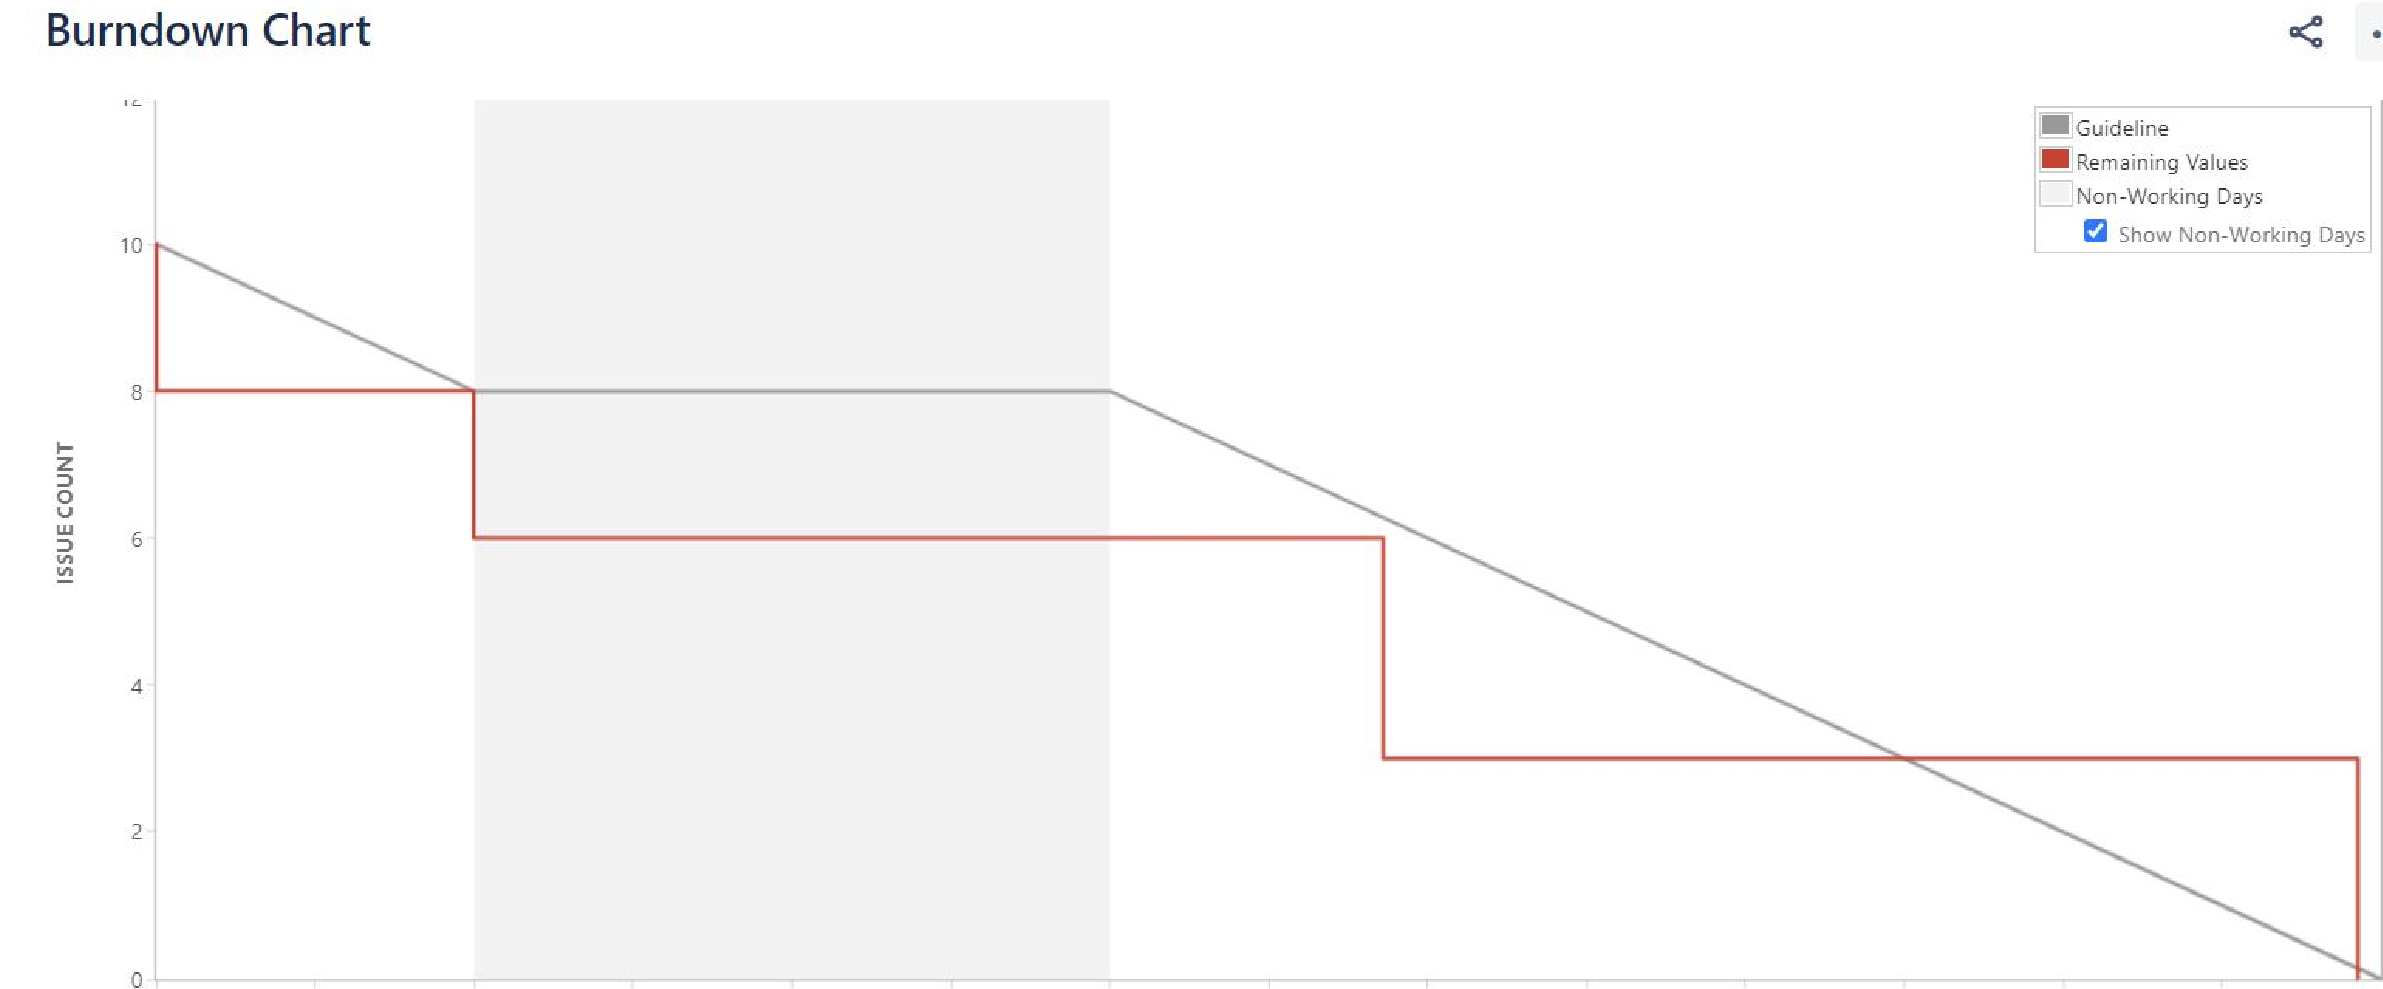 Burndown Chart
12
Guideline
Remaining Values
Non-Working Days
Show Non-Working Days
10
8
ISSUE COUNT
6
4
2
0